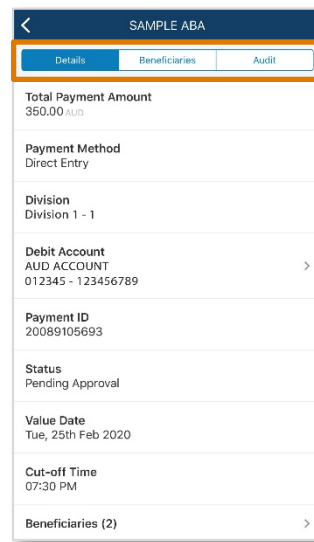 SAMPLE ABA
Details Beneficiaries Audit
Total Payment Amount
350.00 AUD
Payment Method
Direct Entry
Division
Division 1 - 1
Debit Account
AUD ACCOUNT
012345 - 123456789
Payment ID
20089105693
Status
Pending Approval
Value Date
Tue, 25th Feb 2020
Cut-off Time
07:30 PM
Beneficiaries (2)